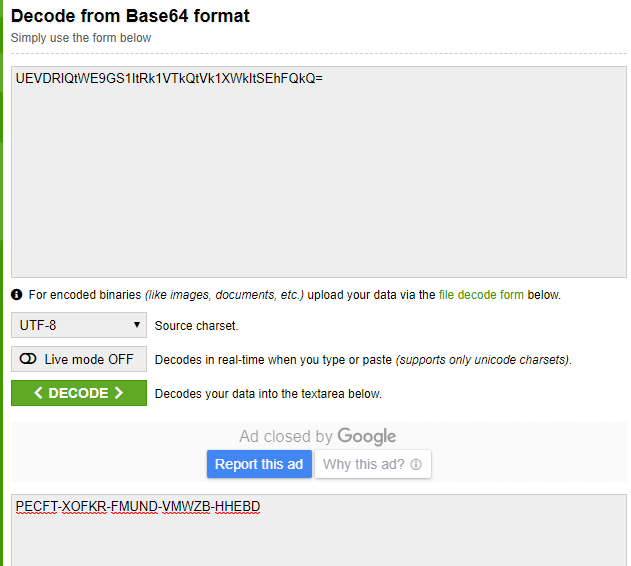 Decode from Base64 format
Simply use the form below
UEVDRlQtWE9GS1ItRk1VTkQtVk1XWkItSEhFQkQ=
For encoded binaries (like images, documents, etc.) upload your data via the file decode form below.
UTF-8 Source charset.
Live mode OFF Decodes in real-time when you type or paste (supports only unicode charsets).
DECODE Decodes your data into the textarea below.
Ad closed by Google
Report this ad Why this ad?
PECFT-XOFKR-FMUND-VMWZB-HHEBD